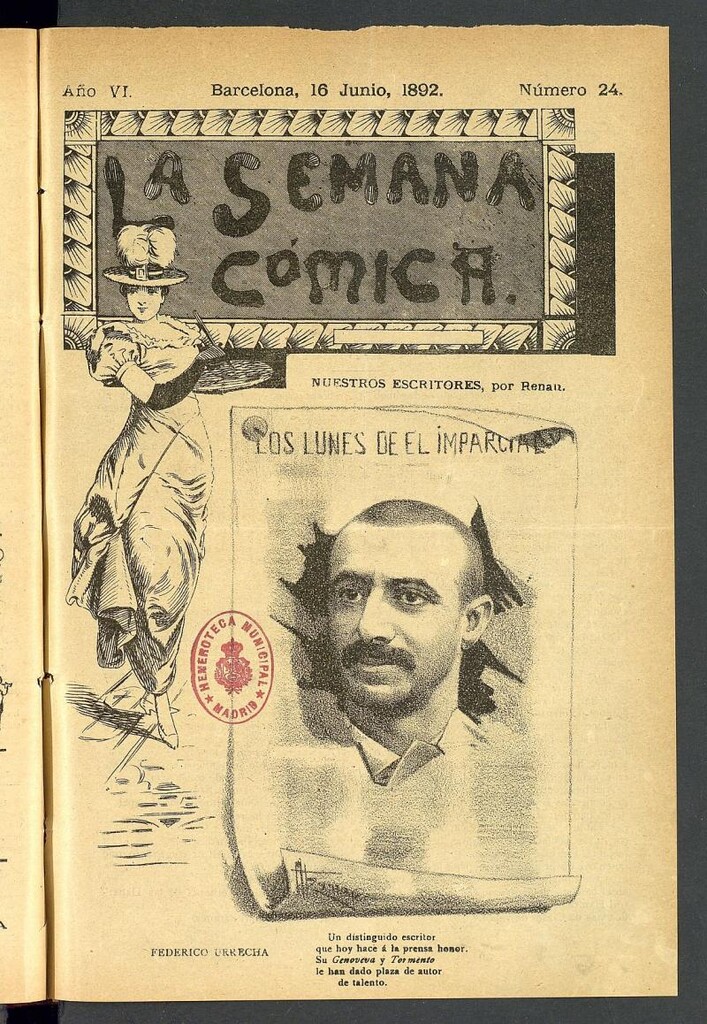 Año VI. Barcelona, 16 Junio, 1892. Número 24.
LA SEMANA
CÓMICA.
NUESTROS ESCRITORES, por Renau.
LOS LUNES DE EL IMPARCIAL
HEMEROTECA MUNICIPAL
MADRID
FEDERICO URRECHA
Un distinguido escritor
que hoy hace á la prensa honor.
Su Genoveva y Tormento
le han dado plaza de autor
de talento.